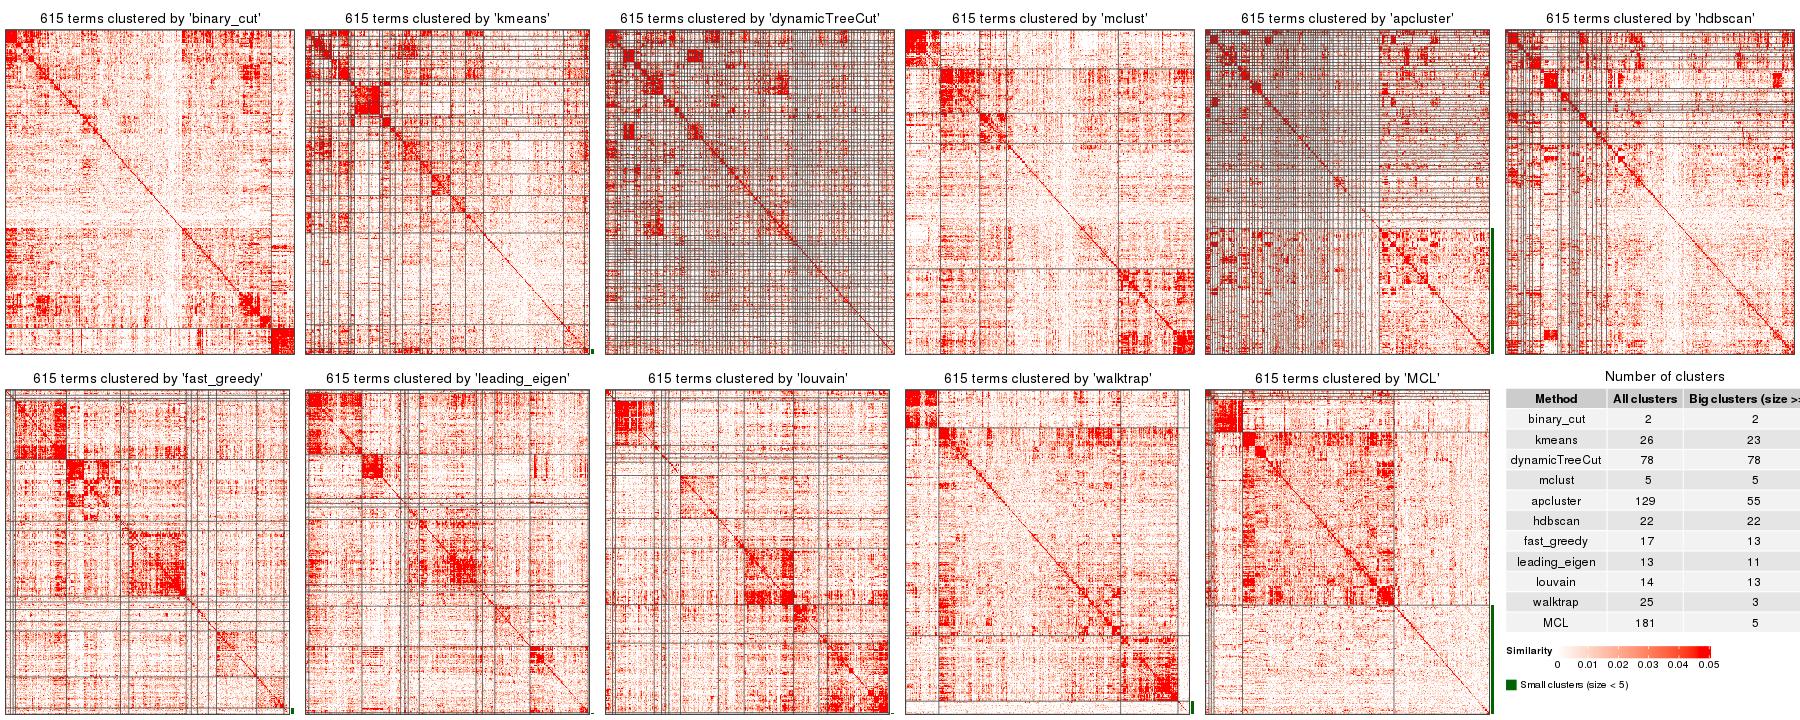 615 terms clustered by 'binary_cut'
615 terms clustered by 'kmeans'
615 terms clustered by 'dynamicTreeCut'
615 terms clustered by 'mclust'
615 terms clustered by 'apcluster'
615 terms clustered by 'hdbscan'
615 terms clustered by 'fast_greedy'
615 terms clustered by 'leading_eigen'
615 terms clustered by 'louvain'
615 terms clustered by 'walktrap'
615 terms clustered by 'MCL'
Number of clusters
Method All clusters Big clusters (size >=
binary_cut 2 2
kmeans 26 23
dynamicTreeCut 78 78
mclust 5 5
apcluster 129 55
hdbscan 22 22
fast_greedy 17 13
leading_eigen 13 11
louvain 14 13
walktrap 25 3
MCL 181 5
Similarity
0 0.01 0.02 0.03 0.04 0.05
Small clusters (size < 5)